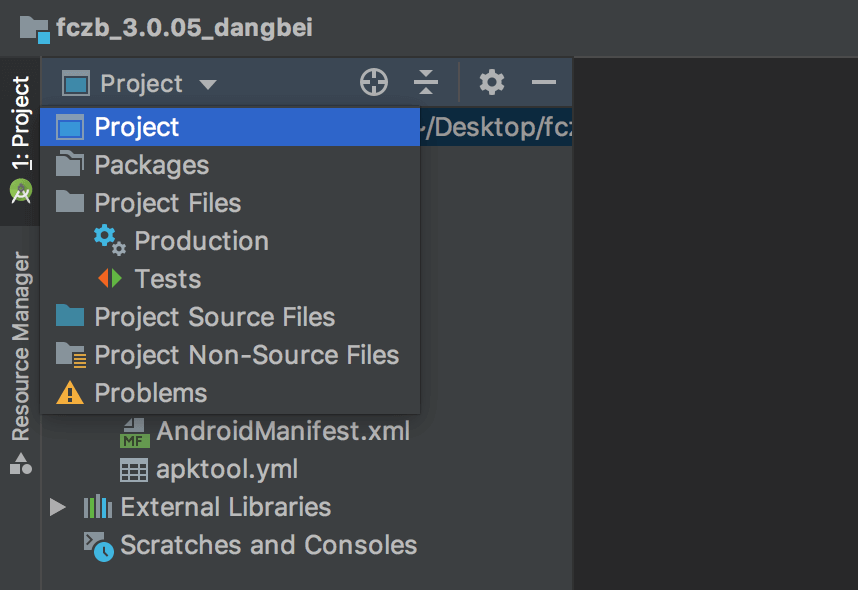 fczb_3.0.05_dangbei
1: Project
Resource Manager
Project
Project
~/Desktop/fcz
Packages
Project Files
Production
Tests
Project Source Files
Project Non-Source Files
Problems
MF AndroidManifest.xml
apktool.yml
External Libraries
Scratches and Consoles